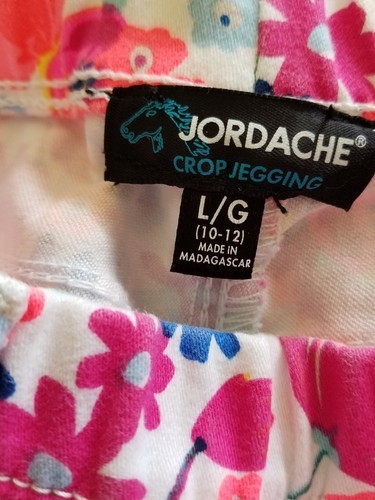 JORDACHE®
CROP JEGGING
L/G
(10-12)
MADE IN
MADAGASCAR